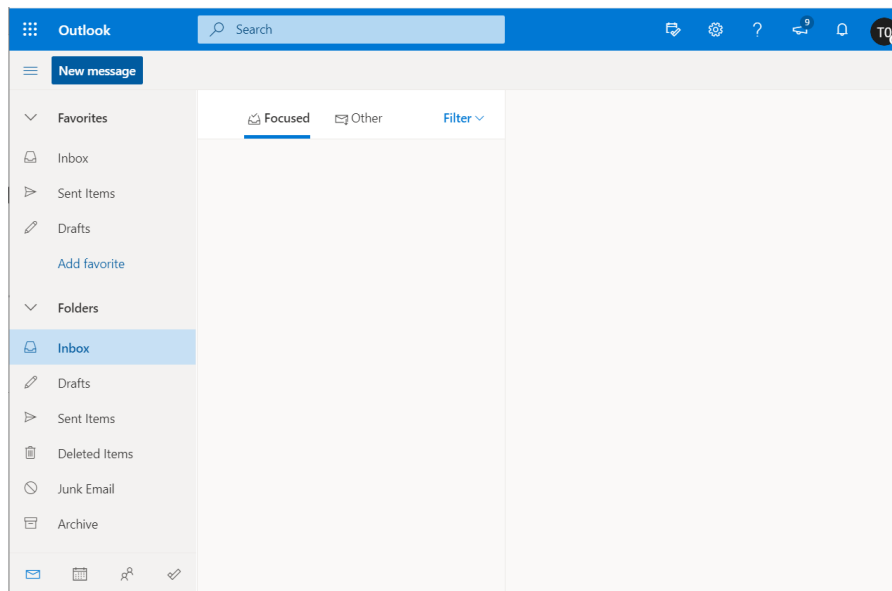 Outlook
Search
9
TO
New message
Favorites
Focused
Other
Filter
Inbox
Sent Items
Drafts
Add favorite
Folders
Inbox
Drafts
Sent Items
Deleted Items
Junk Email
Archive